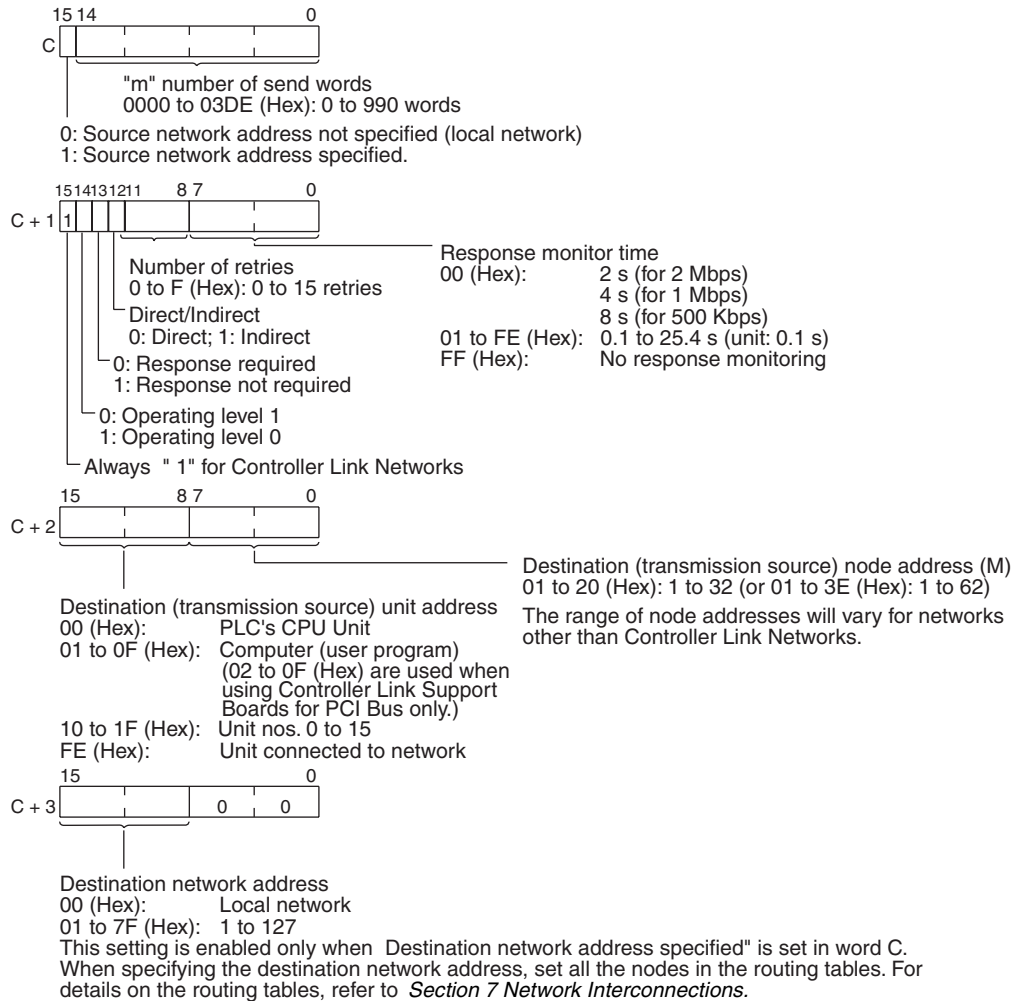 15 14 0
C
"m" number of send words
0000 to 03DE (Hex): 0 to 990 words
0: Source network address not specified (local network)
1: Source network address specified.
15 14 13 12 11 8 7 0
C + 1 1
Response monitor time
00 (Hex): 2 s (for 2 Mbps)
4 s (for 1 Mbps)
8 s (for 500 Kbps)
01 to FE (Hex): 0.1 to 25.4 s (unit: 0.1 s)
FF (Hex): No response monitoring
Number of retries
0 to F (Hex): 0 to 15 retries
Direct/Indirect
0: Direct; 1: Indirect
0: Response required
1: Response not required
0: Operating level 1
1: Operating level 0
Always " 1" for Controller Link Networks
15 8 7 0
C + 2
Destination (transmission source) node address (M)
01 to 20 (Hex): 1 to 32 (or 01 to 3E (Hex): 1 to 62)
The range of node addresses will vary for networks
other than Controller Link Networks.
Destination (transmission source) unit address
00 (Hex): PLC's CPU Unit
01 to 0F (Hex): Computer (user program)
(02 to 0F (Hex) are used when
using Controller Link Support
Boards for PCI Bus only.)
10 to 1F (Hex): Unit nos. 0 to 15
FE (Hex): Unit connected to network
15 0
C + 3 0 0
Destination network address
00 (Hex): Local network
01 to 7F (Hex): 1 to 127
This setting is enabled only when Destination network address specified" is set in word C.
When specifying the destination network address, set all the nodes in the routing tables. For
details on the routing tables, refer to Section 7 Network Interconnections.